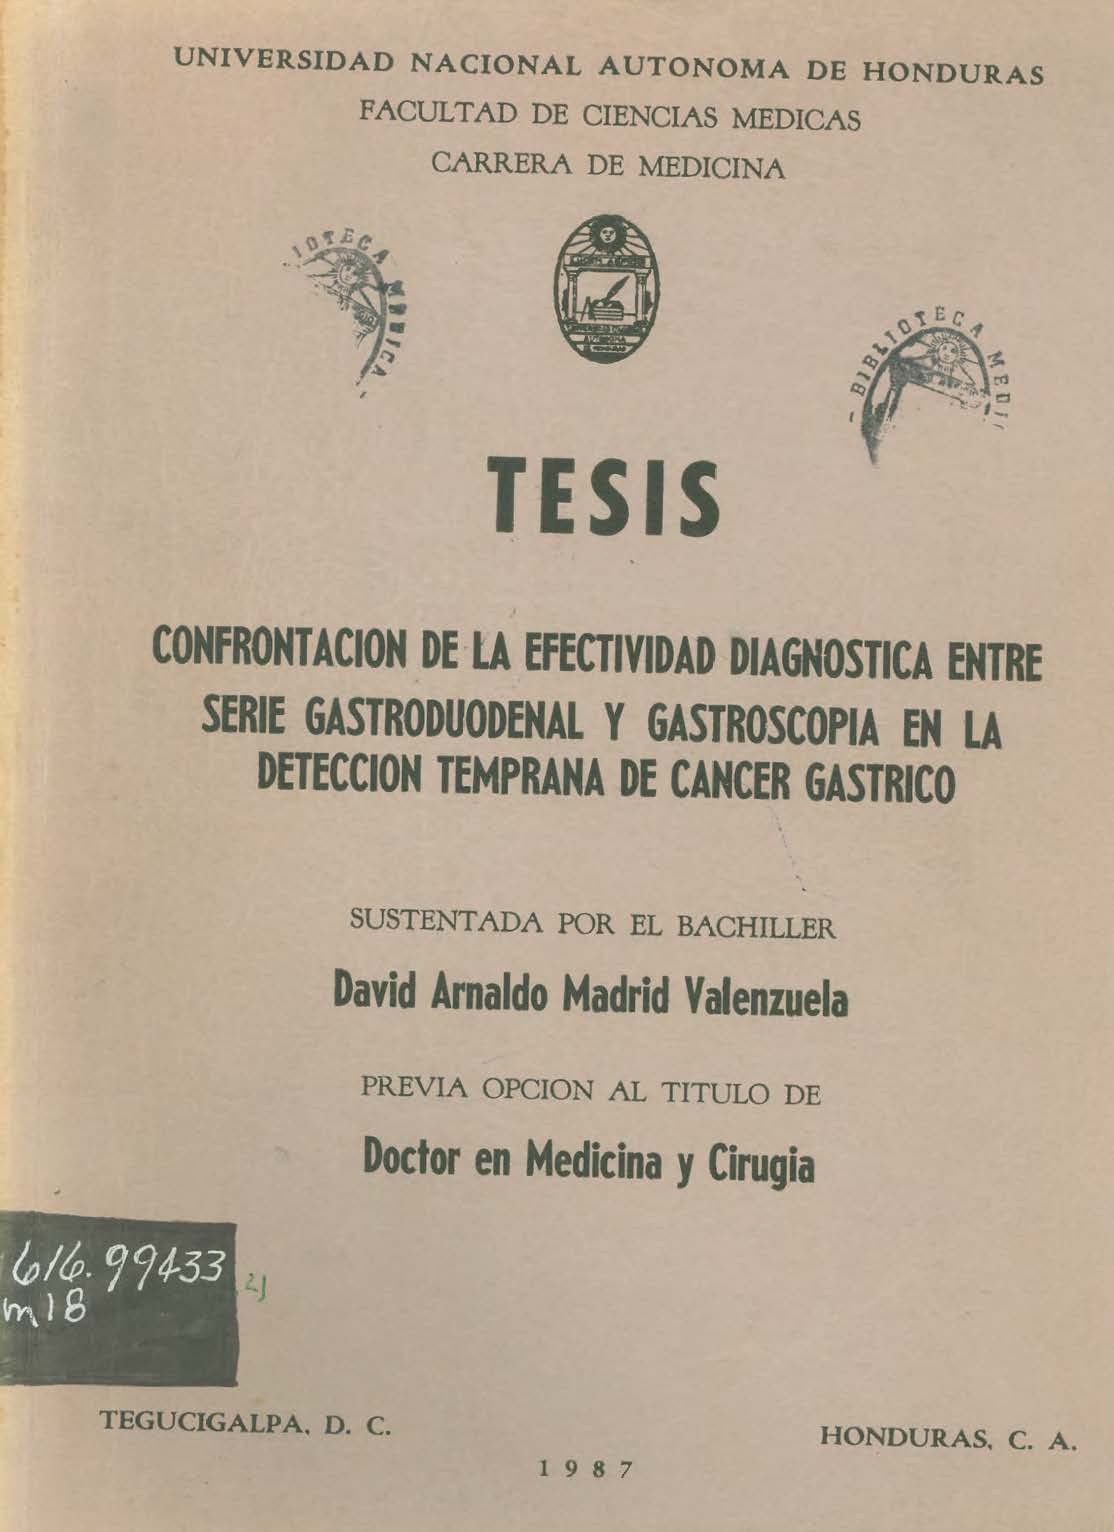 UNIVERSIDAD NACIONAL AUTONOMA DE HONDURAS
FACULTAD DE CIENCIAS MEDICAS
CARRERA DE MEDICINA
BIBLIOTECA
TESIS
CONFRONTACION DE LA EFECTIVIDAD DIAGNOSTICA ENTRE
SERIE GASTRODUODENAL Y GASTROSCOPIA EN LA
DETECCION TEMPRANA DE CANCER GASTRICO
SUSTENTADA POR EL BACHILLER
David Arnaldo Madrid Valenzuela
PREVIA OPCION AL TITULO DE
Doctor en Medicina y Cirugia
616.99433
m18
TEGUCIGALPA, D. C.
HONDURAS, C. A.
1987